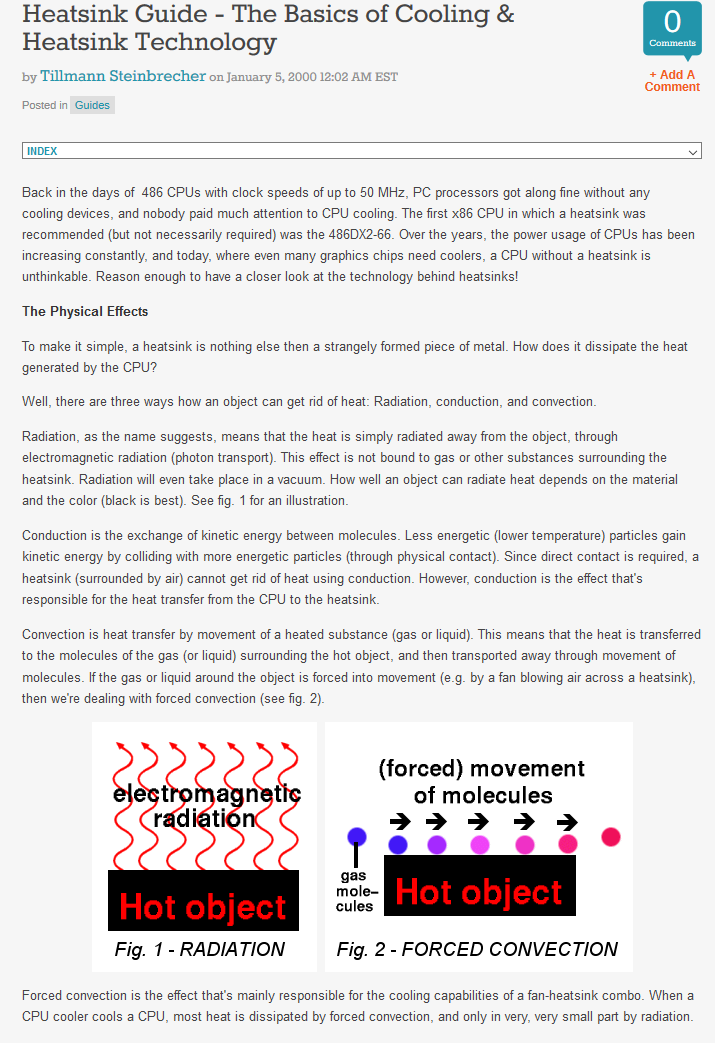 Heatsink Guide - The Basics of Cooling &
Heatsink Technology
by Tillmann Steinbrecher on January 5, 2000 12:02 AM EST
Posted in Guides
0
Comments
+ Add A
Comment
INDEX
Back in the days of  486 CPUs with clock speeds of up to 50 MHz, PC processors got along fine without any
cooling devices, and nobody paid much attention to CPU cooling. The first x86 CPU in which a heatsink was
recommended (but not necessarily required) was the 486DX2-66. Over the years, the power usage of CPUs has been
increasing constantly, and today, where even many graphics chips need coolers, a CPU without a heatsink is
unthinkable. Reason enough to have a closer look at the technology behind heatsinks!
The Physical Effects
To make it simple, a heatsink is nothing else then a strangely formed piece of metal. How does it dissipate the heat
generated by the CPU?
Well, there are three ways how an object can get rid of heat: Radiation, conduction, and convection.
Radiation, as the name suggests, means that the heat is simply radiated away from the object, through
electromagnetic radiation (photon transport). This effect is not bound to gas or other substances surrounding the
heatsink. Radiation will even take place in a vacuum. How well an object can radiate heat depends on the material
and the color (black is best). See fig. 1 for an illustration.
Conduction is the exchange of kinetic energy between molecules. Less energetic (lower temperature) particles gain
kinetic energy by colliding with more energetic particles (through physical contact). Since direct contact is required, a
heatsink (surrounded by air) cannot get rid of heat using conduction. However, conduction is the effect that's
responsible for the heat transfer from the CPU to the heatsink.
Convection is heat transfer by movement of a heated substance (gas or liquid). This means that the heat is transferred
to the molecules of the gas (or liquid) surrounding the hot object, and then transported away through movement of
molecules. If the gas or liquid around the object is forced into movement (e.g. by a fan blowing air across a heatsink),
then we're dealing with forced convection (see fig. 2).
electromagnetic
radiation
Hot object
Fig. 1 - RADIATION
(forced) movement
of molecules
gas
mole-
cules
Hot object
Fig. 2 - FORCED CONVECTION
Forced convection is the effect that's mainly responsible for the cooling capabilities of a fan-heatsink combo. When a
CPU cooler cools a CPU, most heat is dissipated by forced convection, and only in very, very small part by radiation.